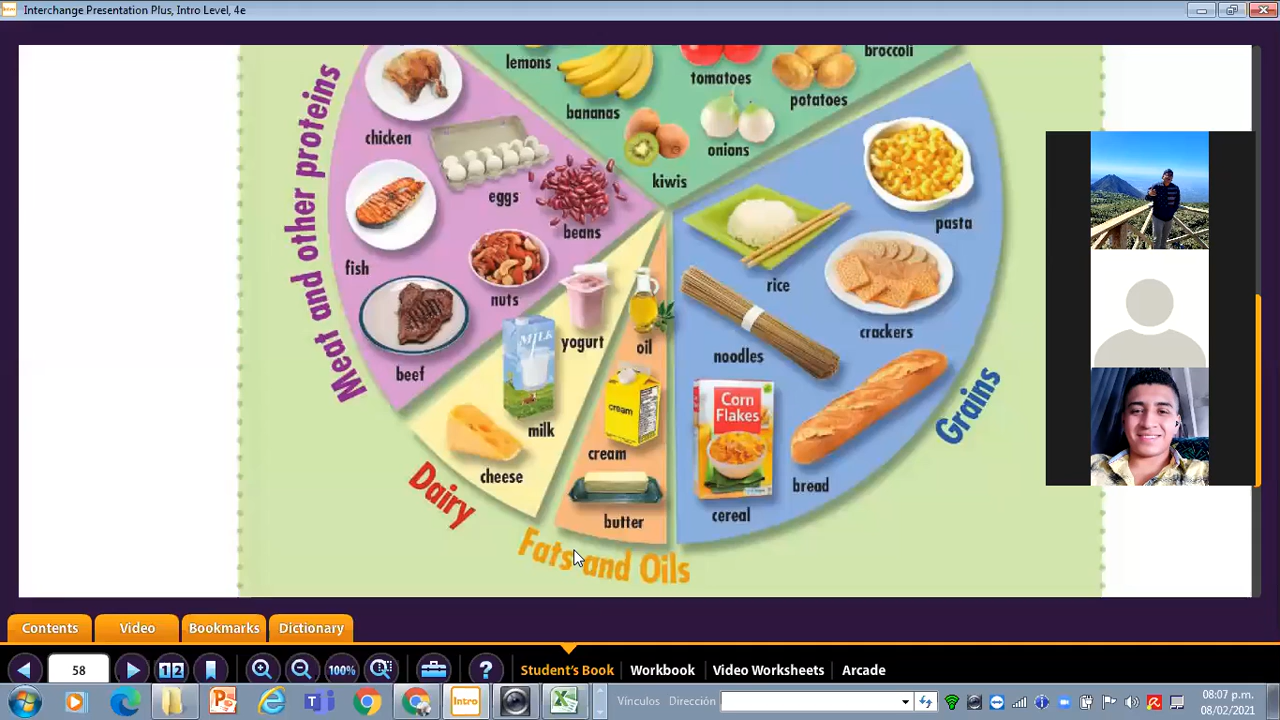 Interchange Presentation Plus, Intro Level, 4e
lemons
tomatoes
broccoli
bananas
potatoes
onions
kiwis
Meat and other proteins
chicken
eggs
beans
fish
nuts
beef
Dairy
yogurt
MILK
milk
cheese
Fats and Oils
oil
cream
cream
butter
Grains
pasta
rice
crackers
noodles
Corn
Flakes
bread
cereal
Contents
Video
Bookmarks
Dictionary
58
12
100%
?
Student's Book
Workbook
Video Worksheets
Arcade
Intro
Vínculos
Dirección
08:07 p.m.
08/02/2021